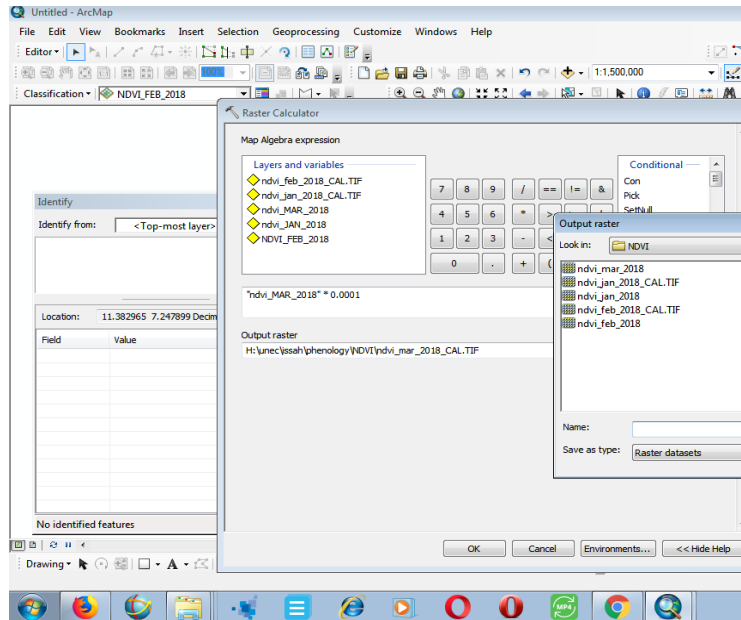 Untitled - ArcMap
File Edit View Bookmarks Insert Selection Geoprocessing Customize Windows Help
Editor
100% 1:1,500,000
Classification NDVI_FEB_2018
Raster Calculator
Map Algebra expression
Layers and variables
ndvi_feb_2018_CAL.TIF
ndvi_jan_2018_CAL.TIF
ndvi_MAR_2018
ndvi_JAN_2018
NDVI_FEB_2018
7 8 9 / == != &
4 5 6 * >
1 2 3 - <
0 . + (
Conditional
Con
Pick
SetNull
Identify
Identify from: <Top-most layer>
Location: 11.382965 7.247899 Decim
Field Value
No identified features
"ndvi_MAR_2018" * 0.0001
Output raster
H:\unec\issah\phenology\NDVI\ndvi_mar_2018_CAL.TIF
Output raster
Look in: NDVI
ndvi_mar_2018
ndvi_jan_2018_CAL.TIF
ndvi_jan_2018
ndvi_feb_2018_CAL.TIF
ndvi_feb_2018
Name:
Save as type: Raster datasets
OK Cancel Environments... << Hide Help
Drawing A
MP4